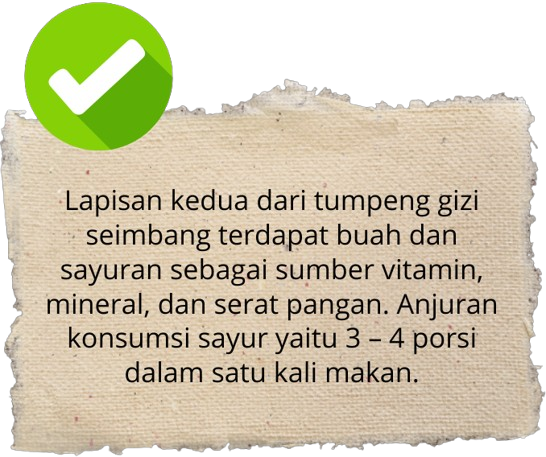 Lapisan kedua dari tumpeng gizi
seimbang terdapat buah dan
sayuran sebagai sumber vitamin,
mineral, dan serat pangan. Anjuran
konsumsi sayur yaitu 3 – 4 porsi
dalam satu kali makan.